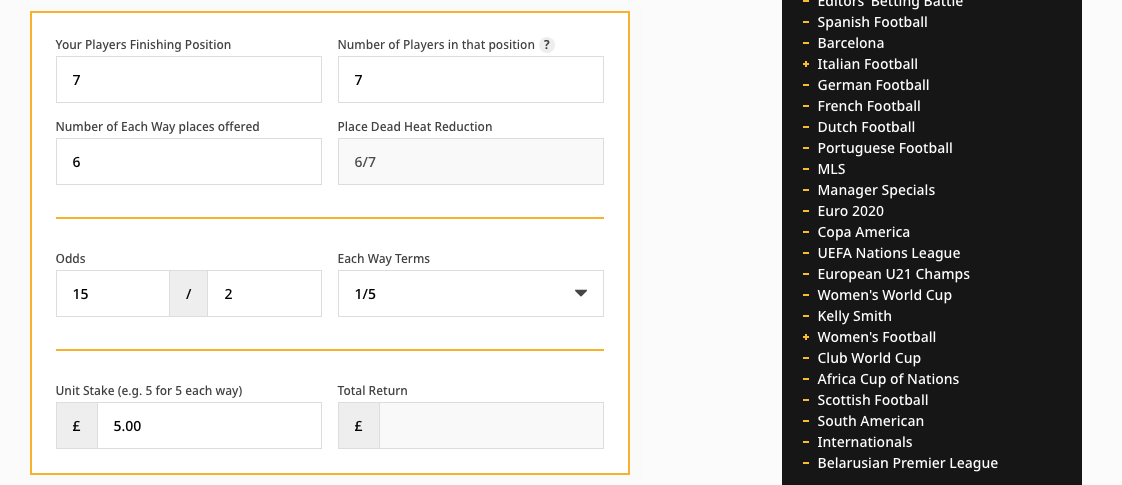 Your Players Finishing Position
Number of Players in that position ?
7
7
Number of Each Way places offered
Place Dead Heat Reduction
6
6/7
Odds
Each Way Terms
15 / 2
1/5
Unit Stake (e.g. 5 for 5 each way)
Total Return
£ 5.00
£
Editors' Betting Battle
Spanish Football
Barcelona
+ Italian Football
German Football
French Football
Dutch Football
Portuguese Football
MLS
Manager Specials
Euro 2020
Copa America
UEFA Nations League
European U21 Champs
Women's World Cup
Kelly Smith
+ Women's Football
Club World Cup
Africa Cup of Nations
Scottish Football
South American
Internationals
Belarusian Premier League